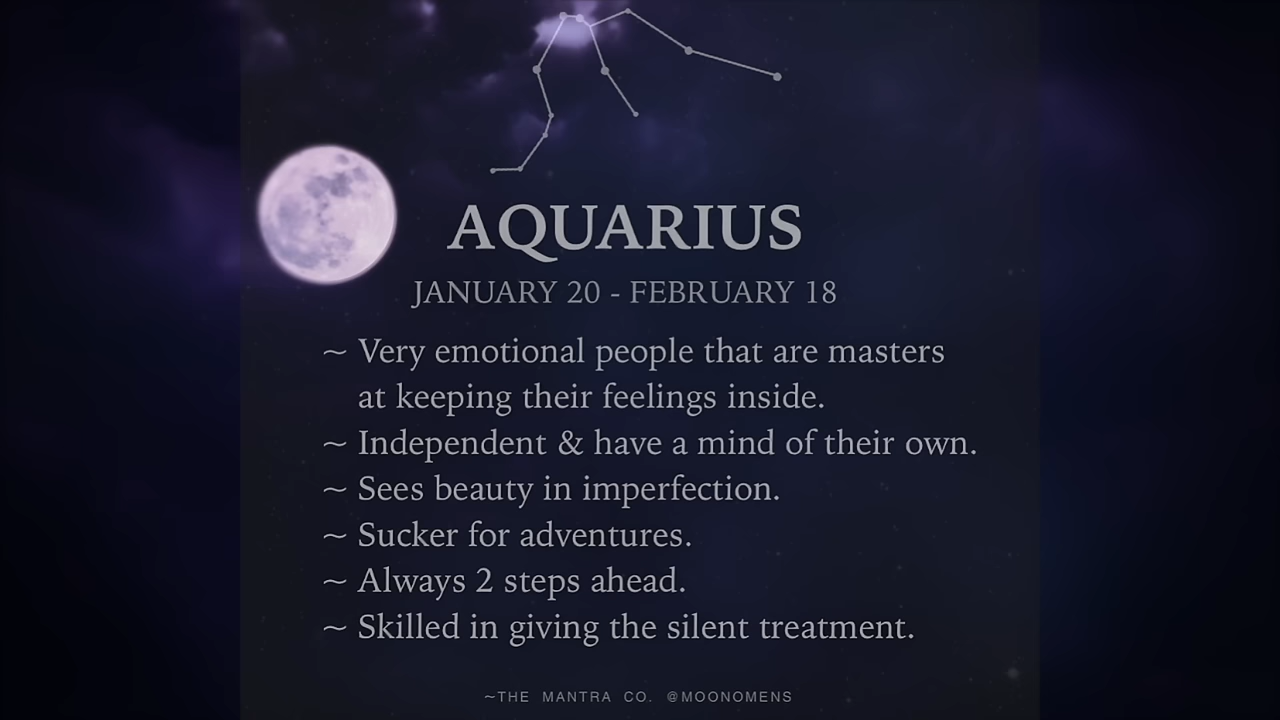 AQUARIUS
JANUARY 20 - FEBRUARY 18
~ Very emotional people that are masters
at keeping their feelings inside.
~ Independent & have a mind of their own.
~ Sees beauty in imperfection.
~ Sucker for adventures.
~ Always 2 steps ahead.
~ Skilled in giving the silent treatment.
~THE MANTRA CO. @MOONOMENS